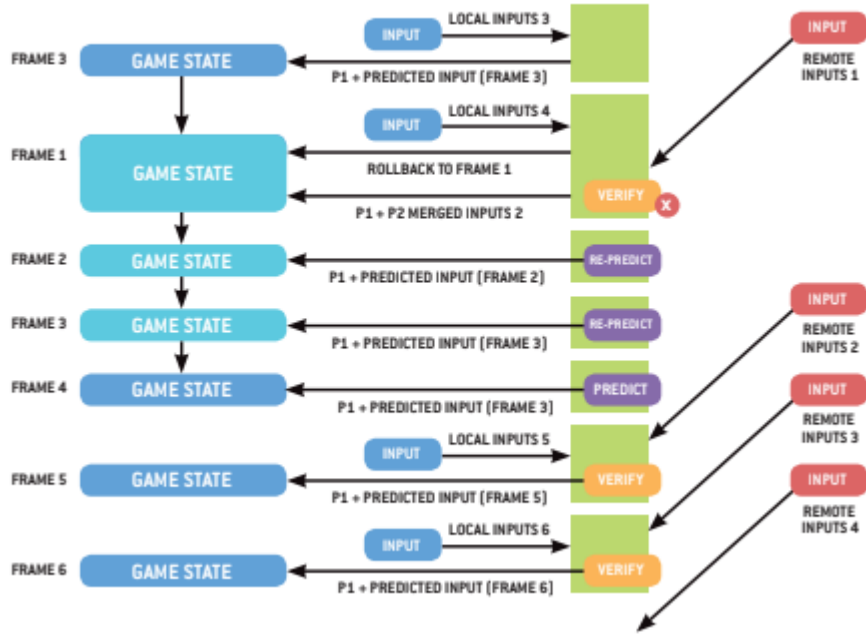 INPUT
LOCAL INPUTS 3
INPUT
FRAME 3
GAME STATE
REMOTE
INPUTS 1
P1 + PREDICTED INPUT (FRAME 3)
LOCAL INPUTS 4
INPUT
FRAME 1
GAME STATE
ROLLBACK TO FRAME 1
VERIFY
X
P1 + P2 MERGED INPUTS 2
FRAME 2
GAME STATE
RE-PREDICT
P1 + PREDICTED INPUT (FRAME 2)
INPUT
FRAME 3
GAME STATE
RE-PREDICT
REMOTE
INPUTS 2
P1 + PREDICTED INPUT (FRAME 3)
FRAME 4
GAME STATE
PREDICT
INPUT
P1 + PREDICTED INPUT (FRAME 3)
REMOTE
INPUTS 3
LOCAL INPUTS 5
INPUT
FRAME 5
GAME STATE
VERIFY
INPUT
P1 + PREDICTED INPUT (FRAME 5)
REMOTE
INPUTS 4
LOCAL INPUTS 6
INPUT
FRAME 6
GAME STATE
VERIFY
P1 + PREDICTED INPUT (FRAME 6)